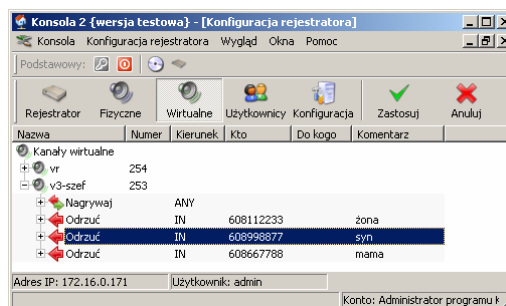 Konsola 2 {wersja testowa} - [Konfiguracja rejestratora]
Konsola Konfiguracja rejestratora Wygląd Okna Pomoc
Podstawowy:
Rejestrator Fizyczne Wirtualne Użytkownicy Konfiguracja Zastosuj Anuluj
Nazwa Numer Kierunek Kto Do kogo Komentarz
Kanały wirtualne
vr 254
v3-szef 253
Nagrywaj ANY
Odrzuć IN 608112233 żona
Odrzuć IN 608998877 syn
Odrzuć IN 608667788 mama
Adres IP: 172.16.0.171 Użytkownik: admin
Konto: Administrator programu k